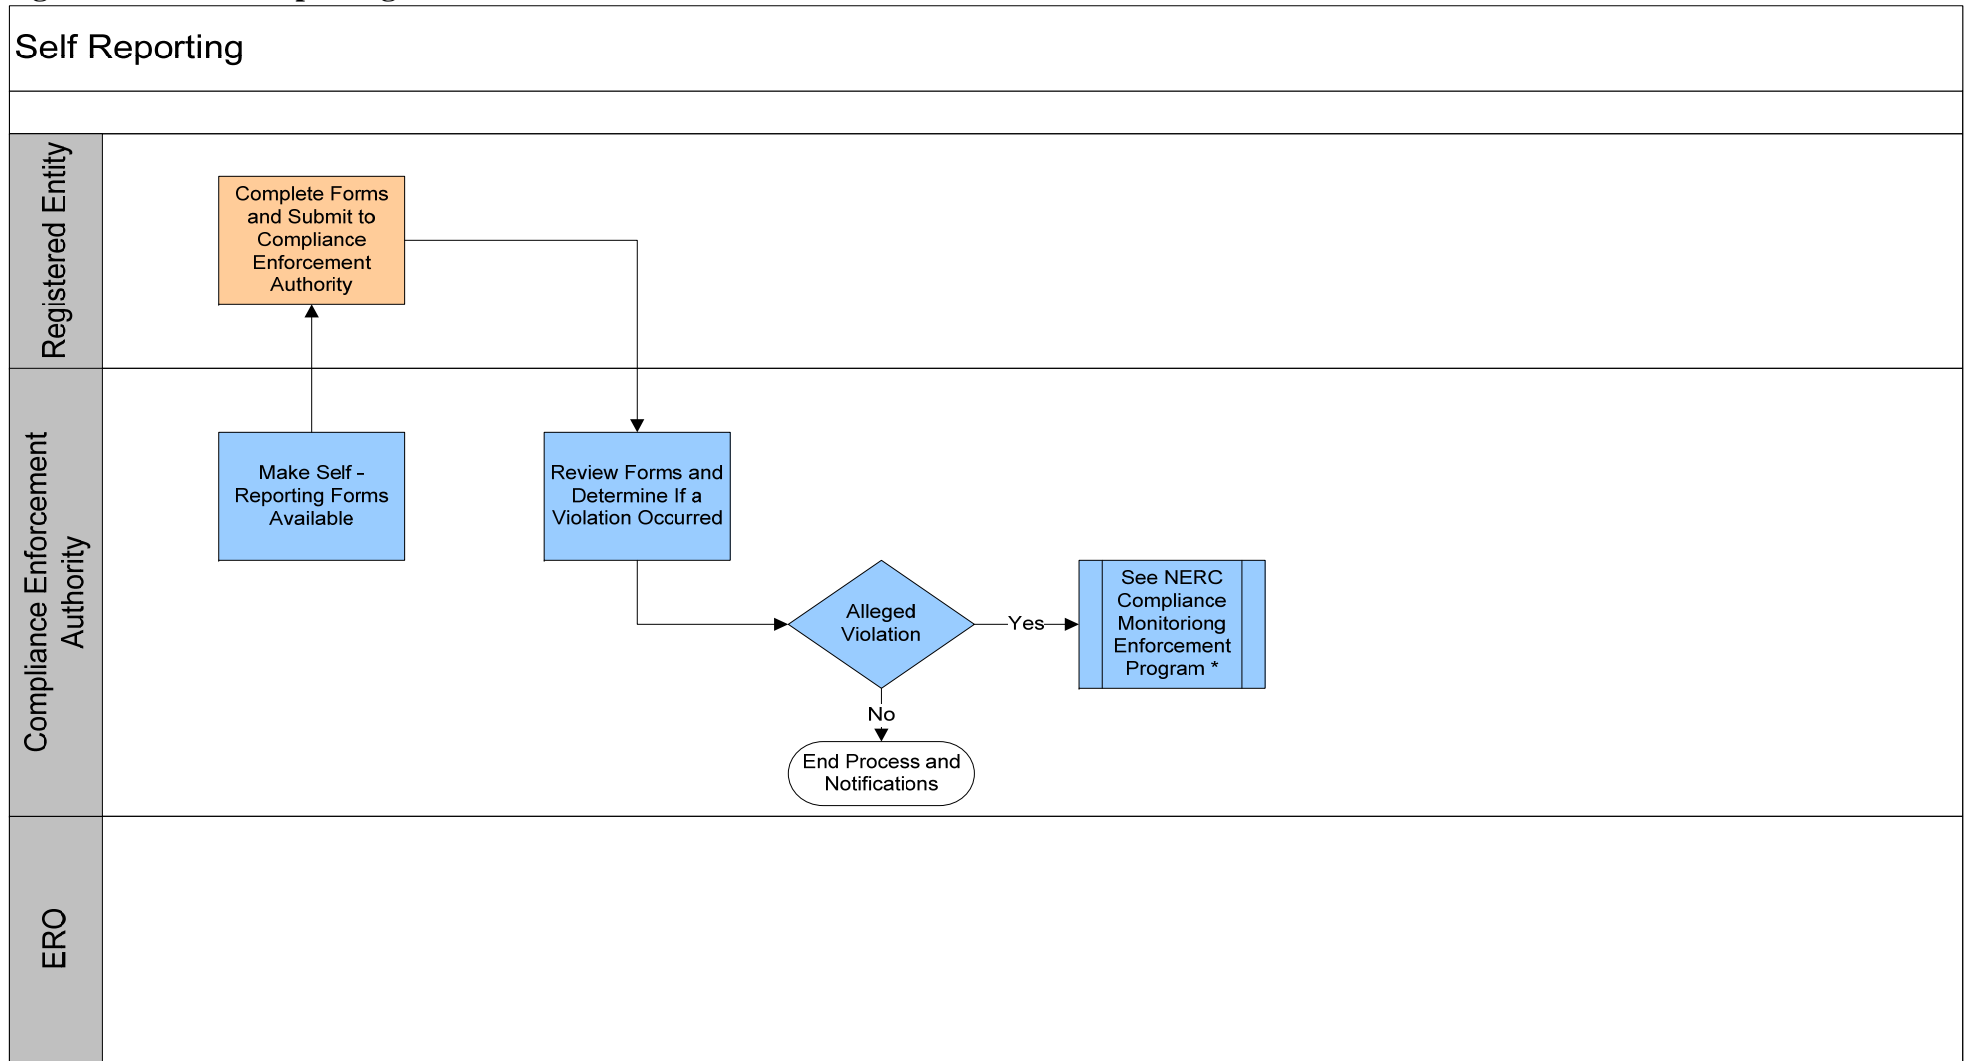 Self Reporting
Registered Entity
Complete Forms
and Submit to
Compliance
Enforcement
Authority
Compliance Enforcement
Authority
Make Self -
Reporting Forms
Available
Review Forms and
Determine If a
Violation Occurred
Alleged
Violation
Yes
See NERC
Compliance
Monitoriong
Enforcement
Program *
No
End Process and
Notifications
ERO